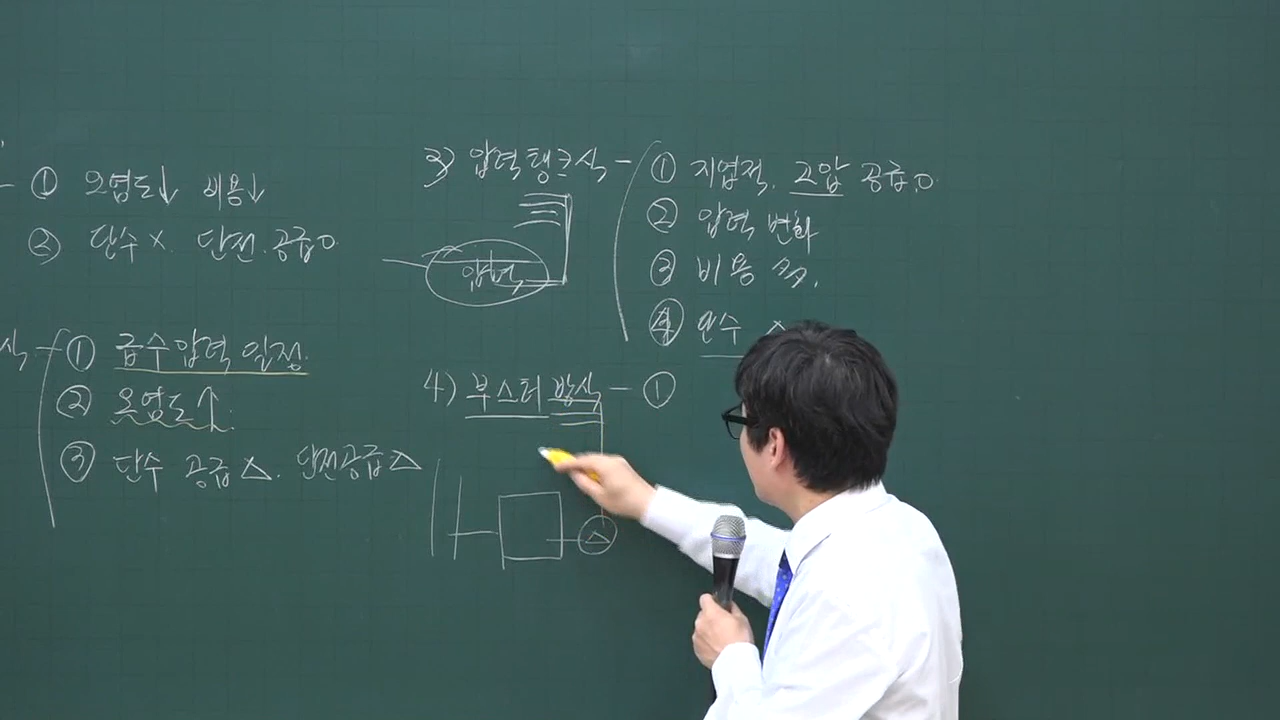 ① 오염도↓ 비용↓
② 단수 X. 단전. 공급O.
식 ① 급수압력 일정.
② 오염도↑.
③ 단수 공급△. 단전공급△
3) 압력탱크식 - ① 지엽적. 고압 공급.O.
② 압력 변화
③ 비용 多.
④ 단수
압력
4) 부스터 방식 - ①